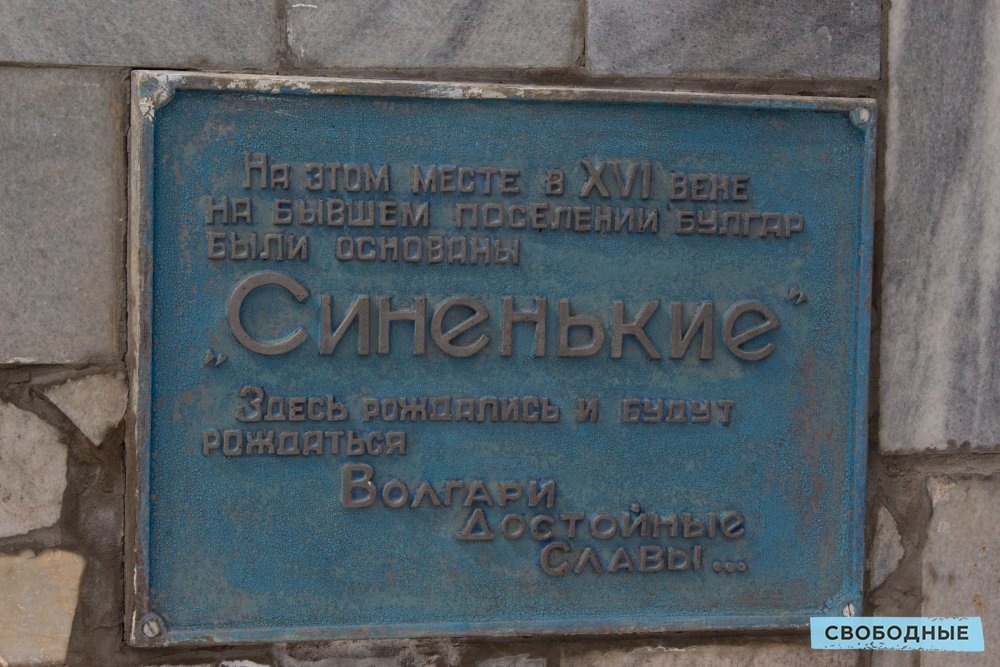 На этом месте в XVI веке
на бывшем поселении булгар
были основаны
„Синенькие”
Здесь рождались и будут
рождаться
Волгари
Достойные
Славы...
СВОБОДНЫЕ